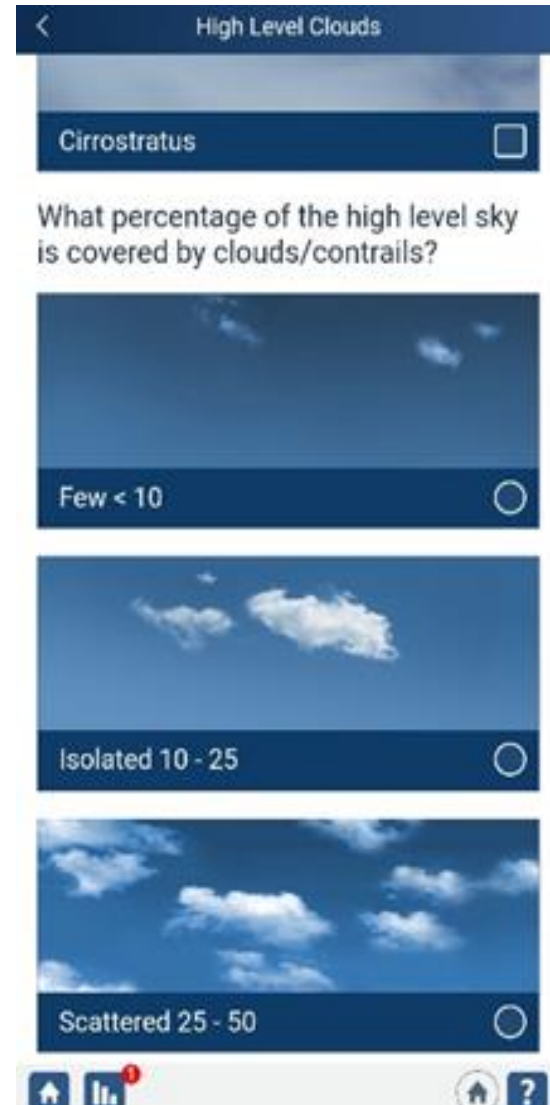 High Level Clouds
Cirrostratus
What percentage of the high level sky
is covered by clouds/contrails?
Few < 10
Isolated 10 - 25
Scattered 25 - 50
1
?